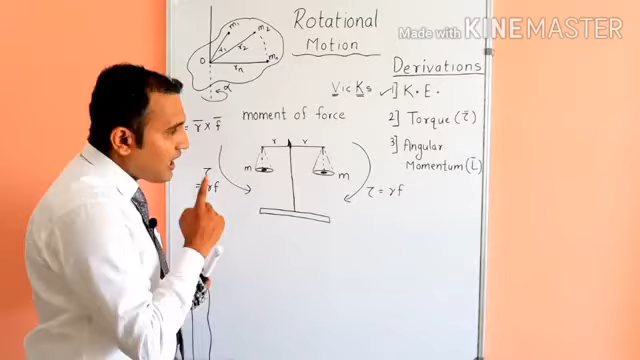 Made with KINEMASTER
Rotational
Motion
m₁
m₂
r₁
r₂
O
rₙ
mₙ
α
Derivations
Vic Ks
✓ 1] K. E.
2] Torque (τ̄)
3] Angular
Momentum (L̄)
= r̄ × f̄
moment of force
r
r
m
m
τ
= rf
τ = rf